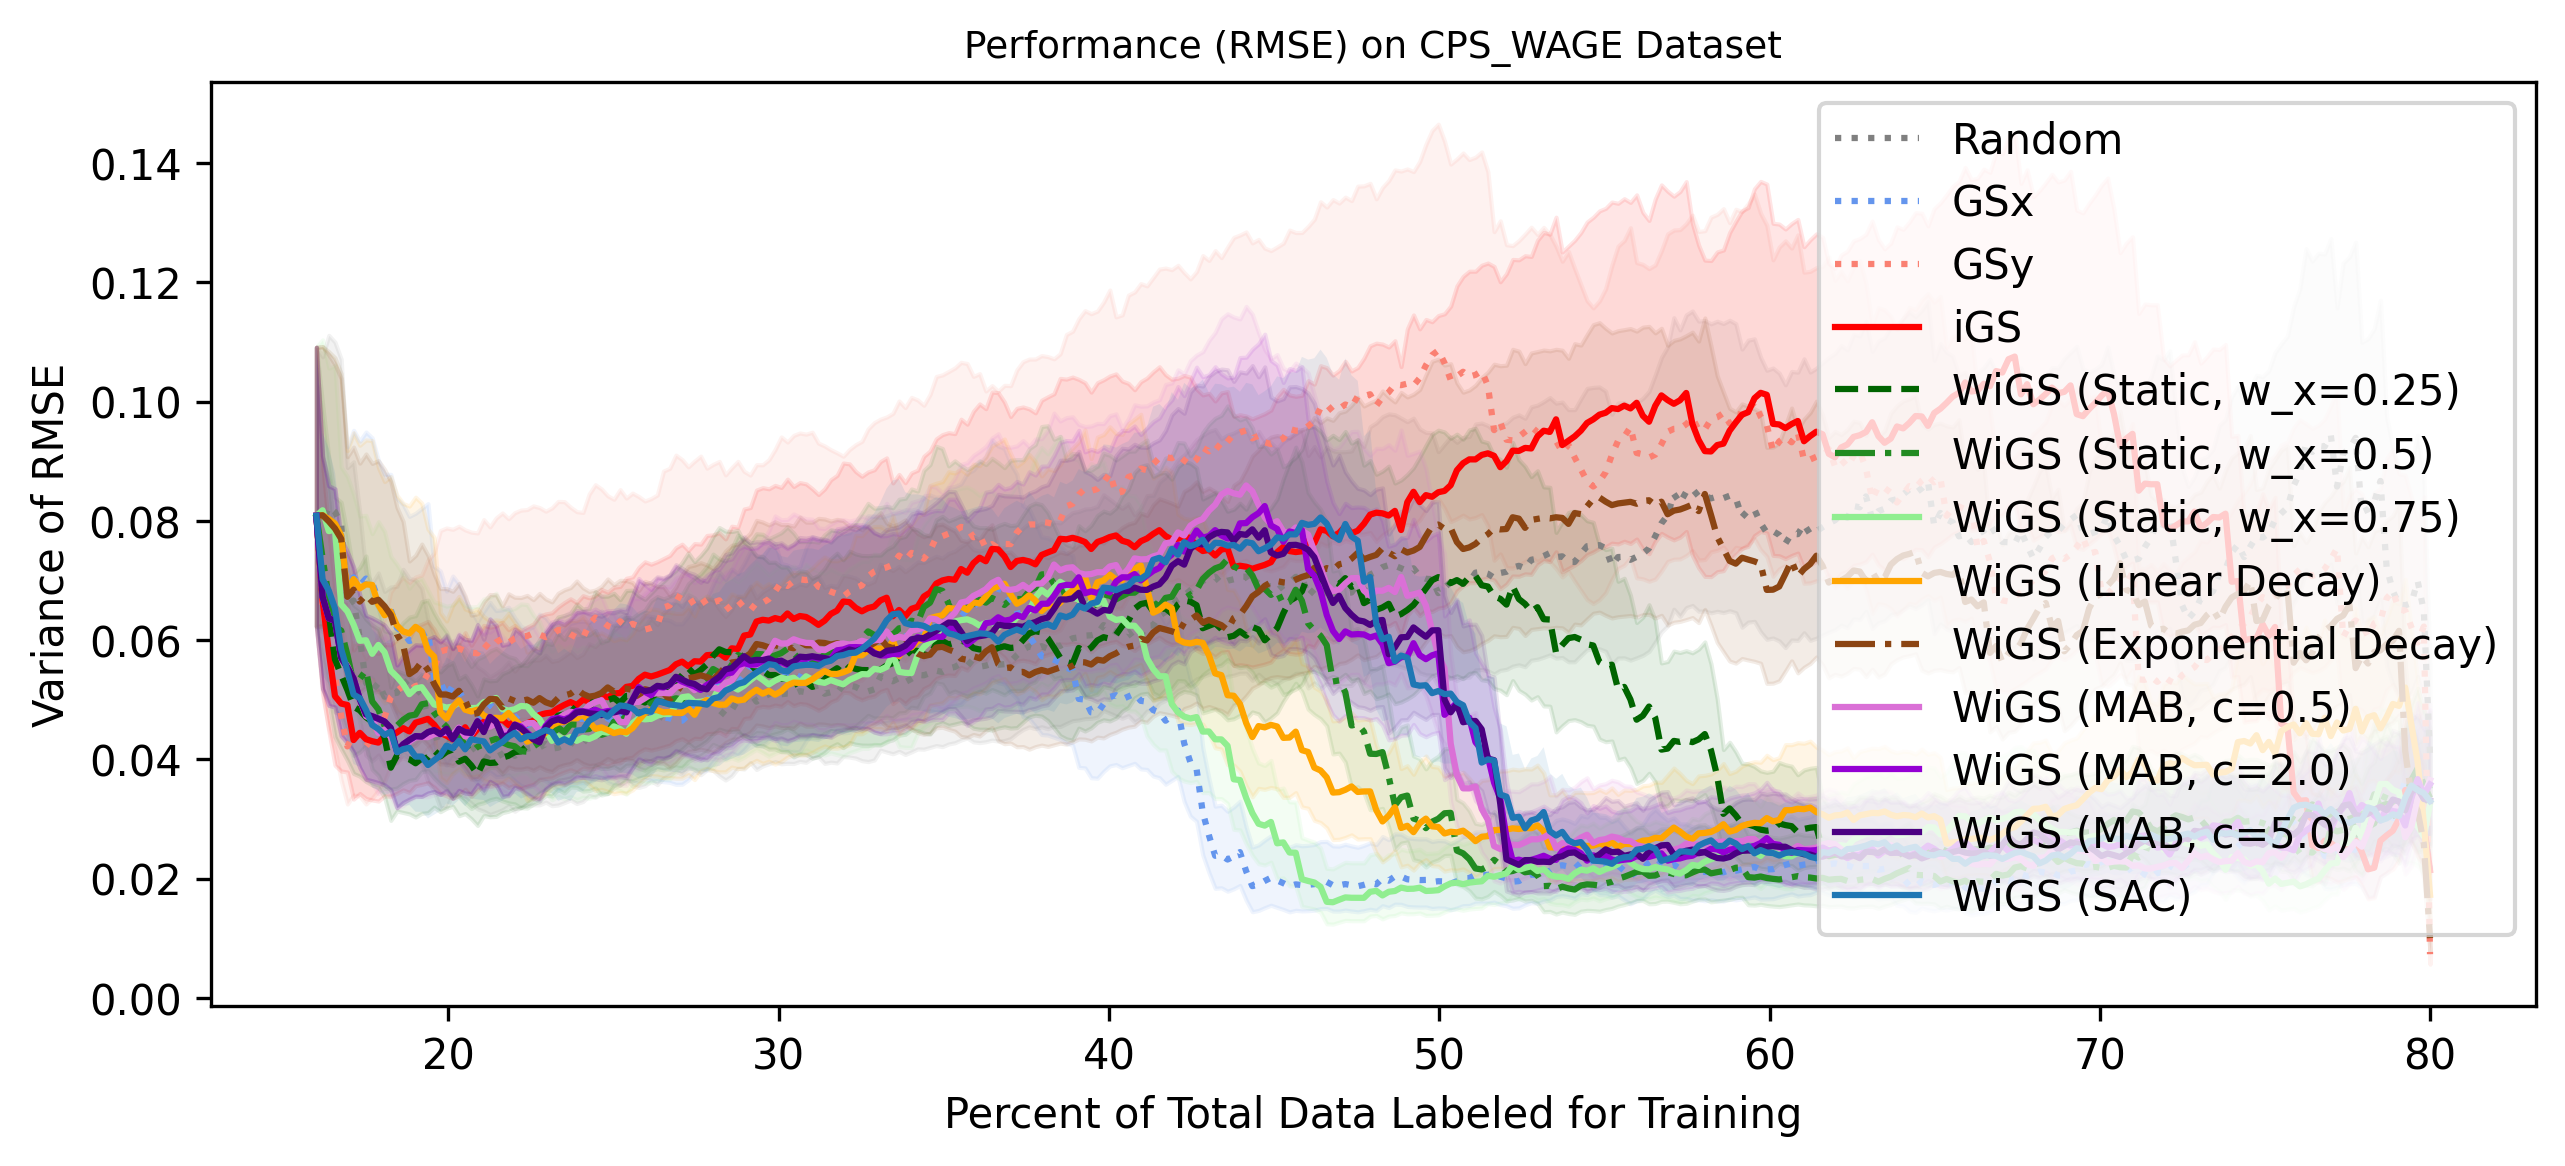 Performance (RMSE) on CPS_WAGE Dataset
Variance of RMSE
0.14
0.12
0.10
0.08
0.06
0.04
0.02
0.00
Random
GSx
GSy
iGS
WiGS (Static, w_x=0.25)
WiGS (Static, w_x=0.5)
WiGS (Static, w_x=0.75)
WiGS (Linear Decay)
WiGS (Exponential Decay)
WiGS (MAB, c=0.5)
WiGS (MAB, c=2.0)
WiGS (MAB, c=5.0)
WiGS (SAC)
20 30 40 50 60 70 80
Percent of Total Data Labeled for Training